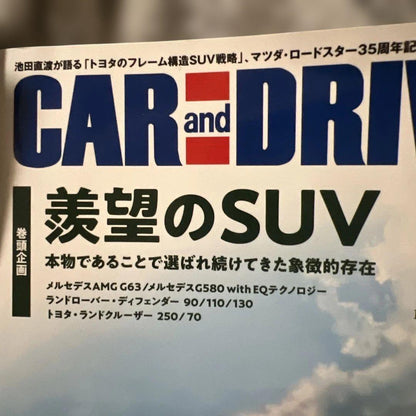 池田直渡が語る「トヨタのフレーム構造SUV戦略」、マツダ・ロードスター35周年記
CAR and DRIV
巻頭企画
羨望のSUV
本物であることで選ばれ続けてきた象徴的存在
メルセデスAMG G63/メルセデスG580 with EQテクノロジー
ランドローバー・ディフェンダー 90/110/130
トヨタ・ランドクルーザー 250/70